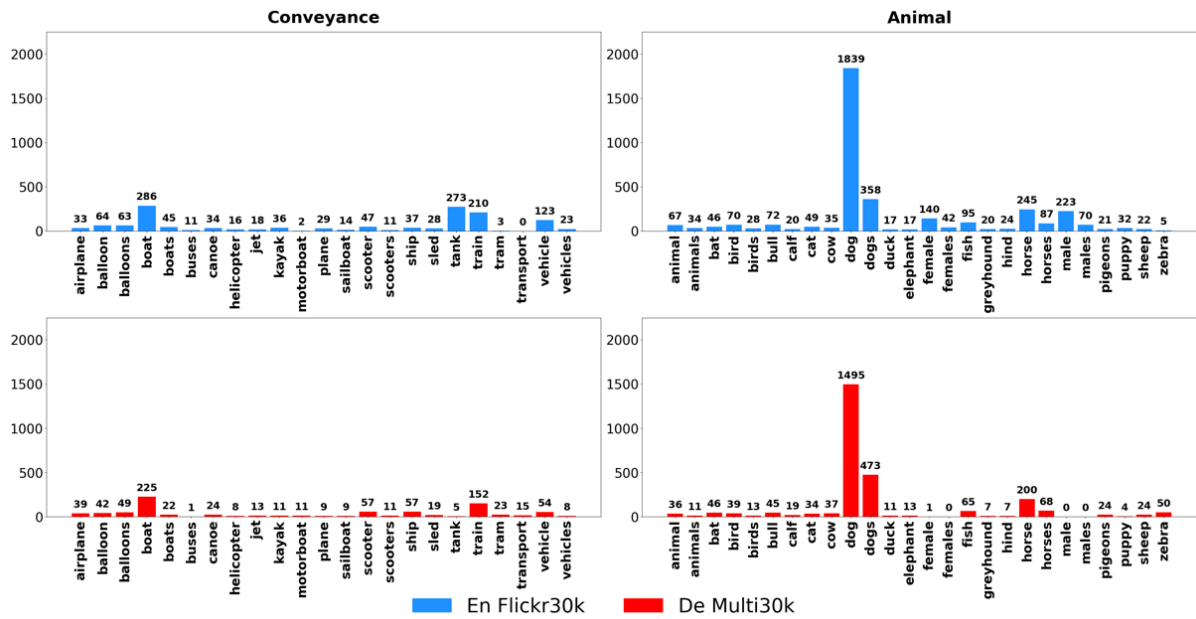 Conveyance
2000
1500
1000
500
0
33 64 63 286 45 11 34 16 18 36 2 29 14 47 11 37 28 273 210 3 0 123 23
airplane balloon balloons boat boats buses canoe helicopter jet kayak motorboat plane sailboat scooter scooters ship sled tank train tram transport vehicle vehicles
Animal
2000
1500
1000
500
0
67 34 46 70 28 72 20 49 35 1839 358 17 17 140 42 95 20 24 245 87 223 70 21 32 22 5
animal animals bat bird birds bull calf cat cow dog dogs duck elephant female females fish greyhound hind horse horses male males pigeons puppy sheep zebra
2000
1500
1000
500
0
39 42 49 225 22 1 24 8 13 11 11 9 9 57 11 57 19 5 152 23 15 54 8
airplane balloon balloons boat boats buses canoe helicopter jet kayak motorboat plane sailboat scooter scooters ship sled tank train tram transport vehicle vehicles
2000
1500
1000
500
0
36 11 46 39 13 45 19 34 37 1495 473 11 13 1 0 65 7 7 200 68 0 0 24 4 24 50
animal animals bat bird birds bull calf cat cow dog dogs duck elephant female females fish greyhound hind horse horses male males pigeons puppy sheep zebra
En Flickr30k De Multi30k